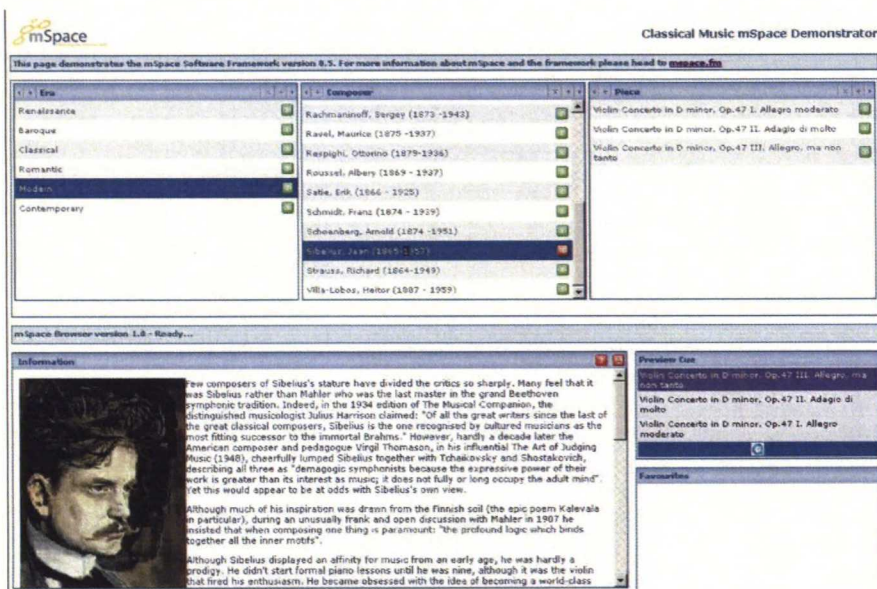 mSpace
Classical Music mSpace Demonstrator
This page demonstrates the mSpace Software Framework version 0.5. For more information about mSpace and the framework please head to mspace.fm
Era
Renaissance
Baroque
Classical
Romantic
Modern
Contemporary
Composer
Rachmaninoff, Sergey (1873 -1943)
Ravel, Maurice (1875 -1937)
Respighi, Ottorino (1879-1936)
Roussel, Albery (1869 - 1937)
Satie, Erik (1866 - 1925)
Schmidt, Franz (1874 - 1939)
Schoenberg, Arnold (1874 -1951)
Sibelius, Jean (1865-1957)
Strauss, Richard (1864-1949)
Villa-Lobos, Heitor (1887 - 1959)
Piece
Violin Concerto in D minor, Op.47 I. Allegro moderato
Violin Concerto in D minor, Op.47 II. Adagio di molto
Violin Concerto in D minor, Op.47 III. Allegro, ma non
tanto
mSpace Browser version 1.0 - Ready...
Information
Few composers of Sibelius's stature have divided the critics so sharply. Many feel that it
was Sibelius rather than Mahler who was the last master in the grand Beethoven
symphonic tradition. Indeed, in the 1934 edition of The Musical Companion, the
distinguished musicologist Julius Harrison claimed: "Of all the great writers since the last of
the great classical composers, Sibelius is the one recognised by cultured musicians as the
most fitting successor to the immortal Brahms." However, hardly a decade later the
American composer and pedagogue Virgil Thomason, in his influential The Art of Judging
Music (1948), cheerfully lumped Sibelius together with Tchaikovsky and Shostakovich,
describing all three as "demagogic symphonists because the expressive power of their
work is greater than its interest as music; it does not fully or long occupy the adult mind".
Yet this would appear to be at odds with Sibelius's own view.
Although much of his inspiration was drawn from the Finnish soil (the epic poem Kalevala
in particular), during an unusually frank and open discussion with Mahler in 1907 he
insisted that when composing one thing is paramount: "the profound logic which binds
together all the inner motifs".
Although Sibelius displayed an affinity for music from an early age, he was hardly a
prodigy. He didn't start formal piano lessons until he was nine, although it was the violin
that fired his enthusiasm. He became obsessed with the idea of becoming a world-class
Preview Cue
Violin Concerto in D minor, Op.47 III. Allegro, ma
non tanto
Violin Concerto in D minor, Op.47 II. Adagio di
molto
Violin Concerto in D minor, Op.47 I. Allegro
moderato
Favourites